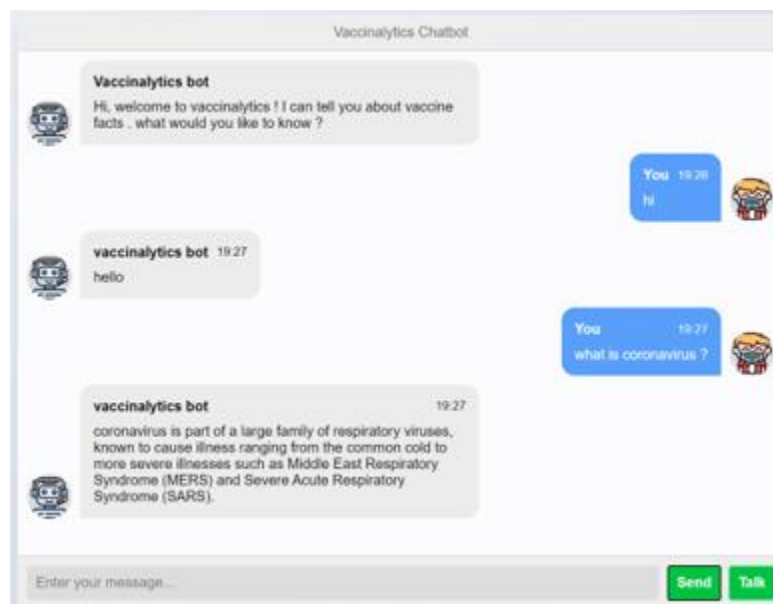 Vaccinalytics Chatbot
Vaccinalytics bot
Hi, welcome to vaccinalytics ! I can tell you about vaccine
facts . what would you like to know ?
You 19:26
hi
vaccinalytics bot 19:27
hello
You 19:27
what is coronavirus ?
vaccinalytics bot 19:27
coronavirus is part of a large family of respiratory viruses,
known to cause illness ranging from the common cold to
more severe illnesses such as Middle East Respiratory
Syndrome (MERS) and Severe Acute Respiratory
Syndrome (SARS).
Enter your message... Send Talk